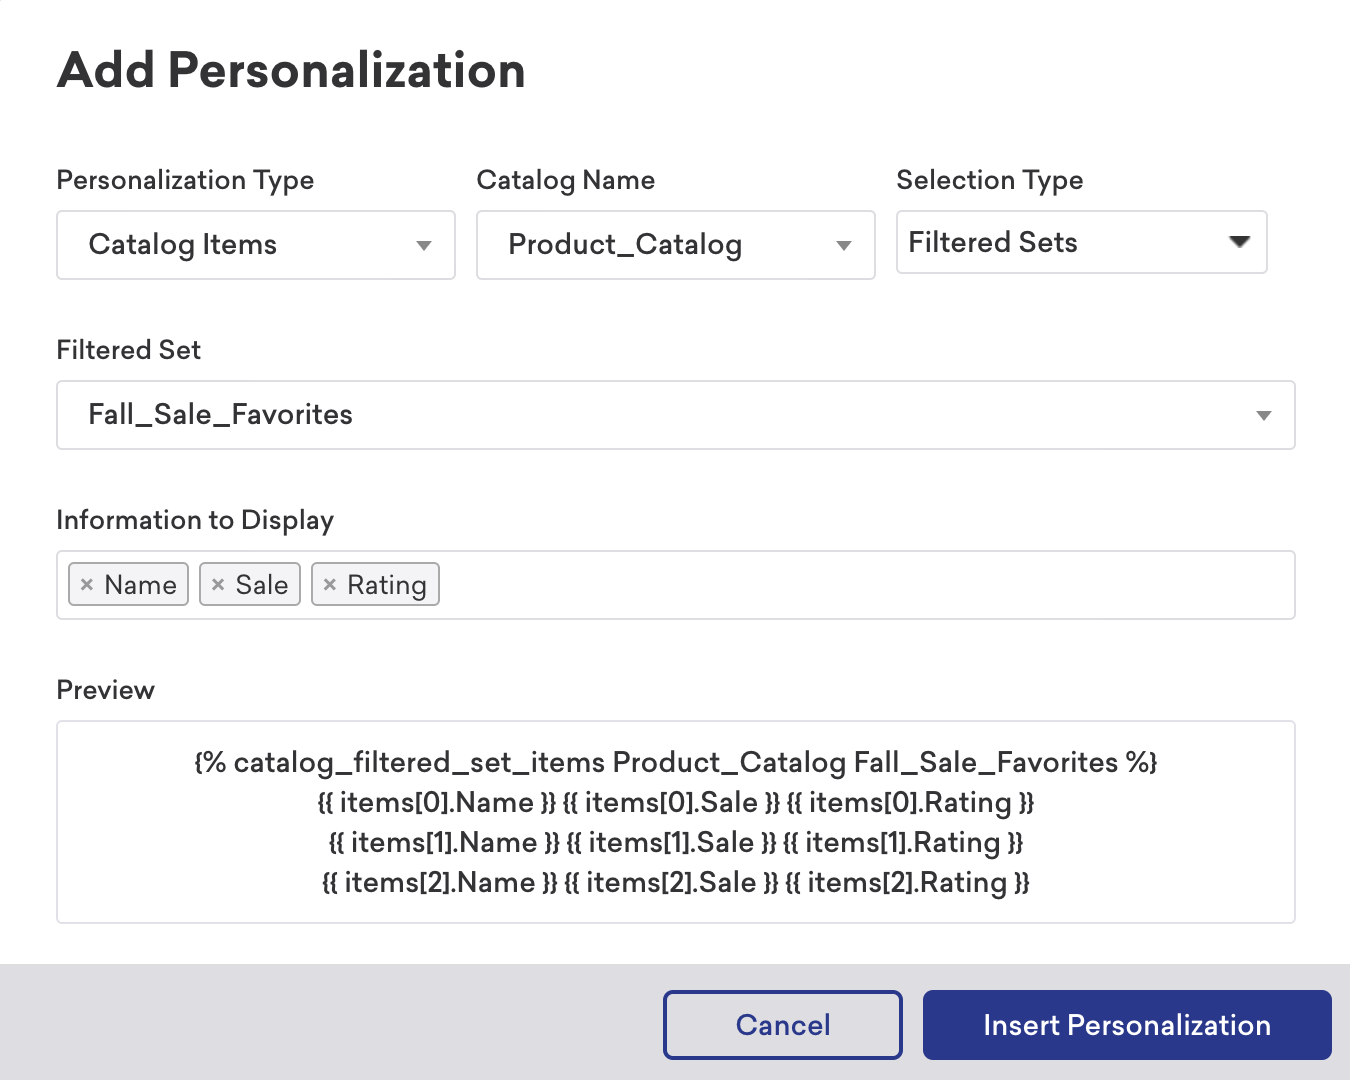 Add Personalization
Personalization Type
Catalog Name
Selection Type
Catalog Items
Product_Catalog
Filtered Sets
Filtered Set
Fall_Sale_Favorites
Information to Display
× Name × Sale × Rating
Preview
{% catalog_filtered_set_items Product_Catalog Fall_Sale_Favorites %}
{{ items[0].Name }} {{ items[0].Sale }} {{ items[0].Rating }}
{{ items[1].Name }} {{ items[1].Sale }} {{ items[1].Rating }}
{{ items[2].Name }} {{ items[2].Sale }} {{ items[2].Rating }}
Cancel
Insert Personalization